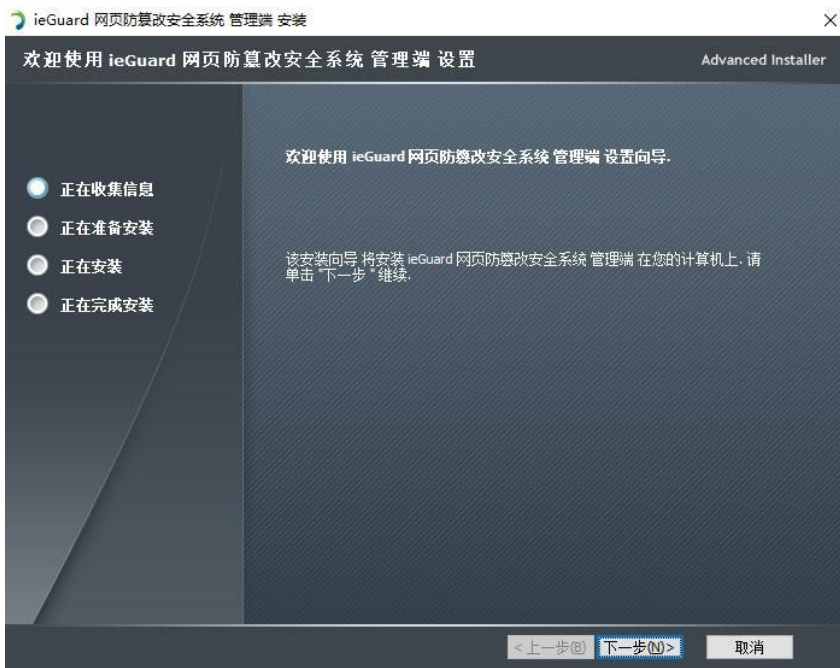 ieGuard 网页防篡改安全系统 管理端 安装
欢迎使用 ieGuard 网页防篡改安全系统 管理端 设置
Advanced Installer
欢迎使用 ieGuard 网页防篡改安全系统 管理端 设置向导.
正在收集信息
正在准备安装
正在安装
正在完成安装
该安装向导 将安装 ieGuard 网页防篡改安全系统 管理端 在您的计算机上. 请
单击 "下一步 " 继续.
< 上一步(B)
下一步(N)>
取消